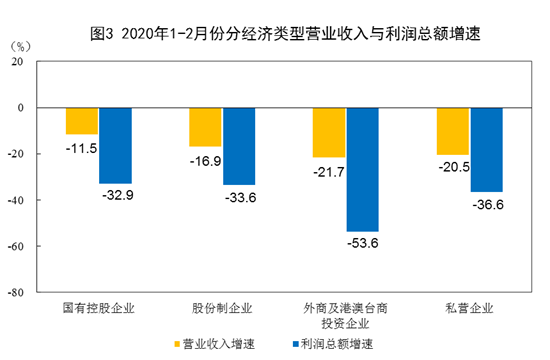 图3 2020年1-2月份分经济类型营业收入与利润总额增速
(%)
20
0
-20
-40
-60
-80
-11.5
-32.9
-16.9
-33.6
-21.7
-53.6
-20.5
-36.6
国有控股企业
股份制企业
外商及港澳台商
投资企业
私营企业
营业收入增速
利润总额增速